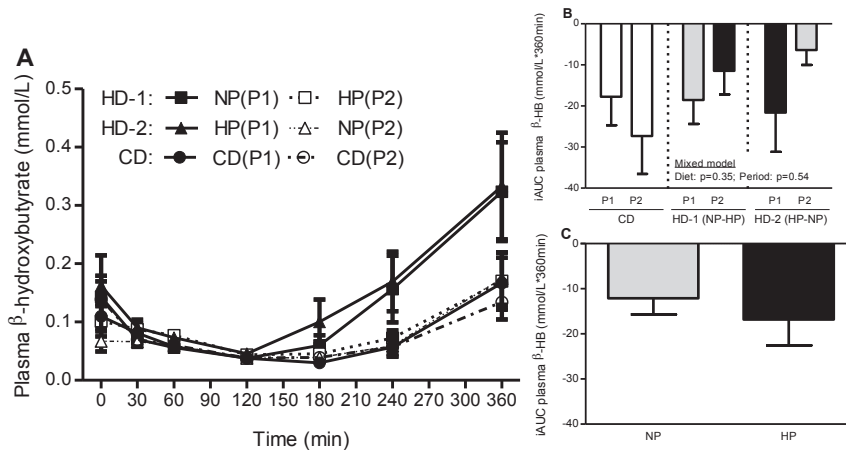 A
Plasma β-hydroxybutyrate (mmol/L)
0.5
0.4
0.3
0.2
0.1
0.0
HD-1: NP(P1) HP(P2)
HD-2: HP(P1) NP(P2)
CD: CD(P1) CD(P2)
0 30 60 90 120 150 180 210 240 270 300 330 360
Time (min)
B
iAUC plasma β-HB (mmol/L*360min)
0
-10
-20
-30
-40
Mixed model
Diet: p=0.35; Period: p=0.54
P1 P2 P1 P2 P1 P2
CD HD-1 (NP-HP) HD-2 (HP-NP)
C
iAUC plasma β-HB (mmol/L*360min)
0
-10
-20
-30
-40
NP HP